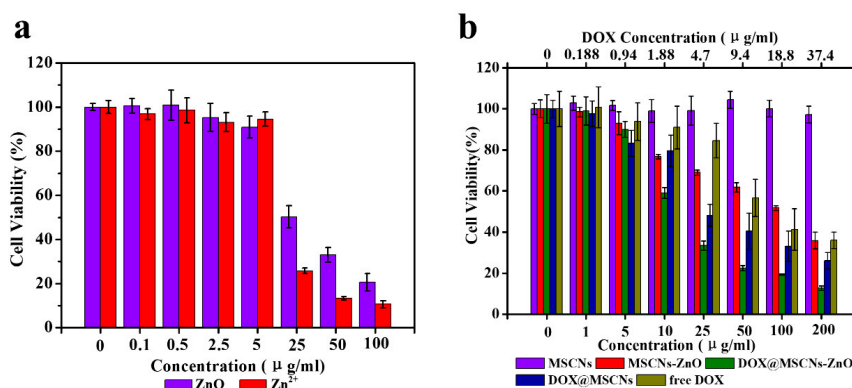 a
Cell Viability (%)
120
100
80
60
40
20
0
0 0.1 0.5 2.5 5 25 50 100
Concentration ( μ g/ml)
ZnO Zn2+
b
DOX Concentration ( μ g/ml)
0 0.188 0.94 1.88 4.7 9.4 18.8 37.4
Cell Viability(%)
120
100
80
60
40
20
0
0 1 5 10 25 50 100 200
Concentration ( μ g/ml)
MSCNs MSCNs-ZnO DOX@MSCNs-ZnO
DOX@MSCNs free DOX